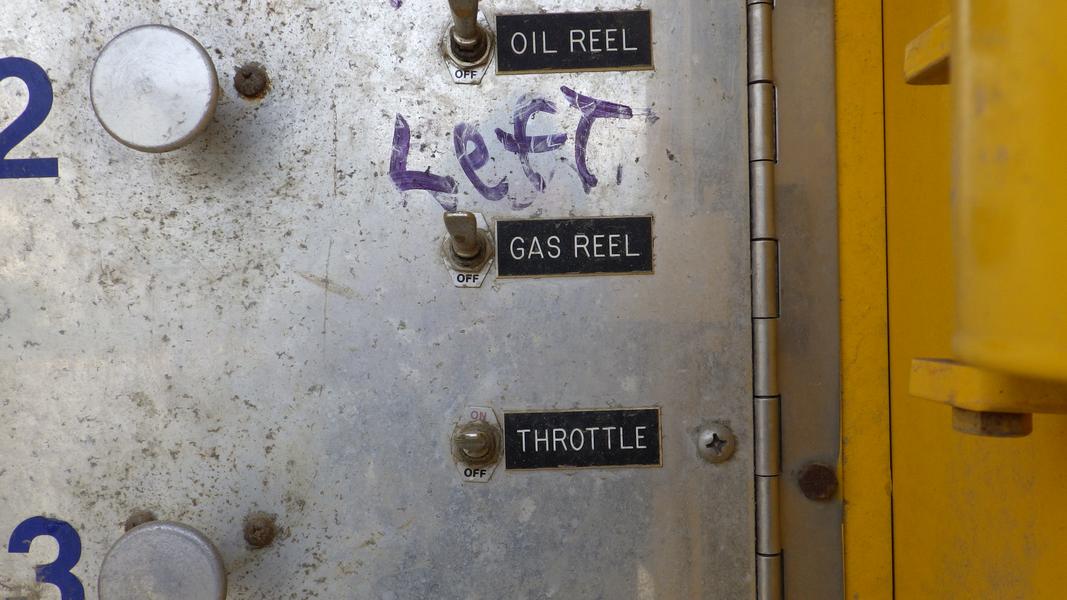 OIL REEL
OFF
2
Left
GAS REEL
OFF
ON
THROTTLE
OFF
3